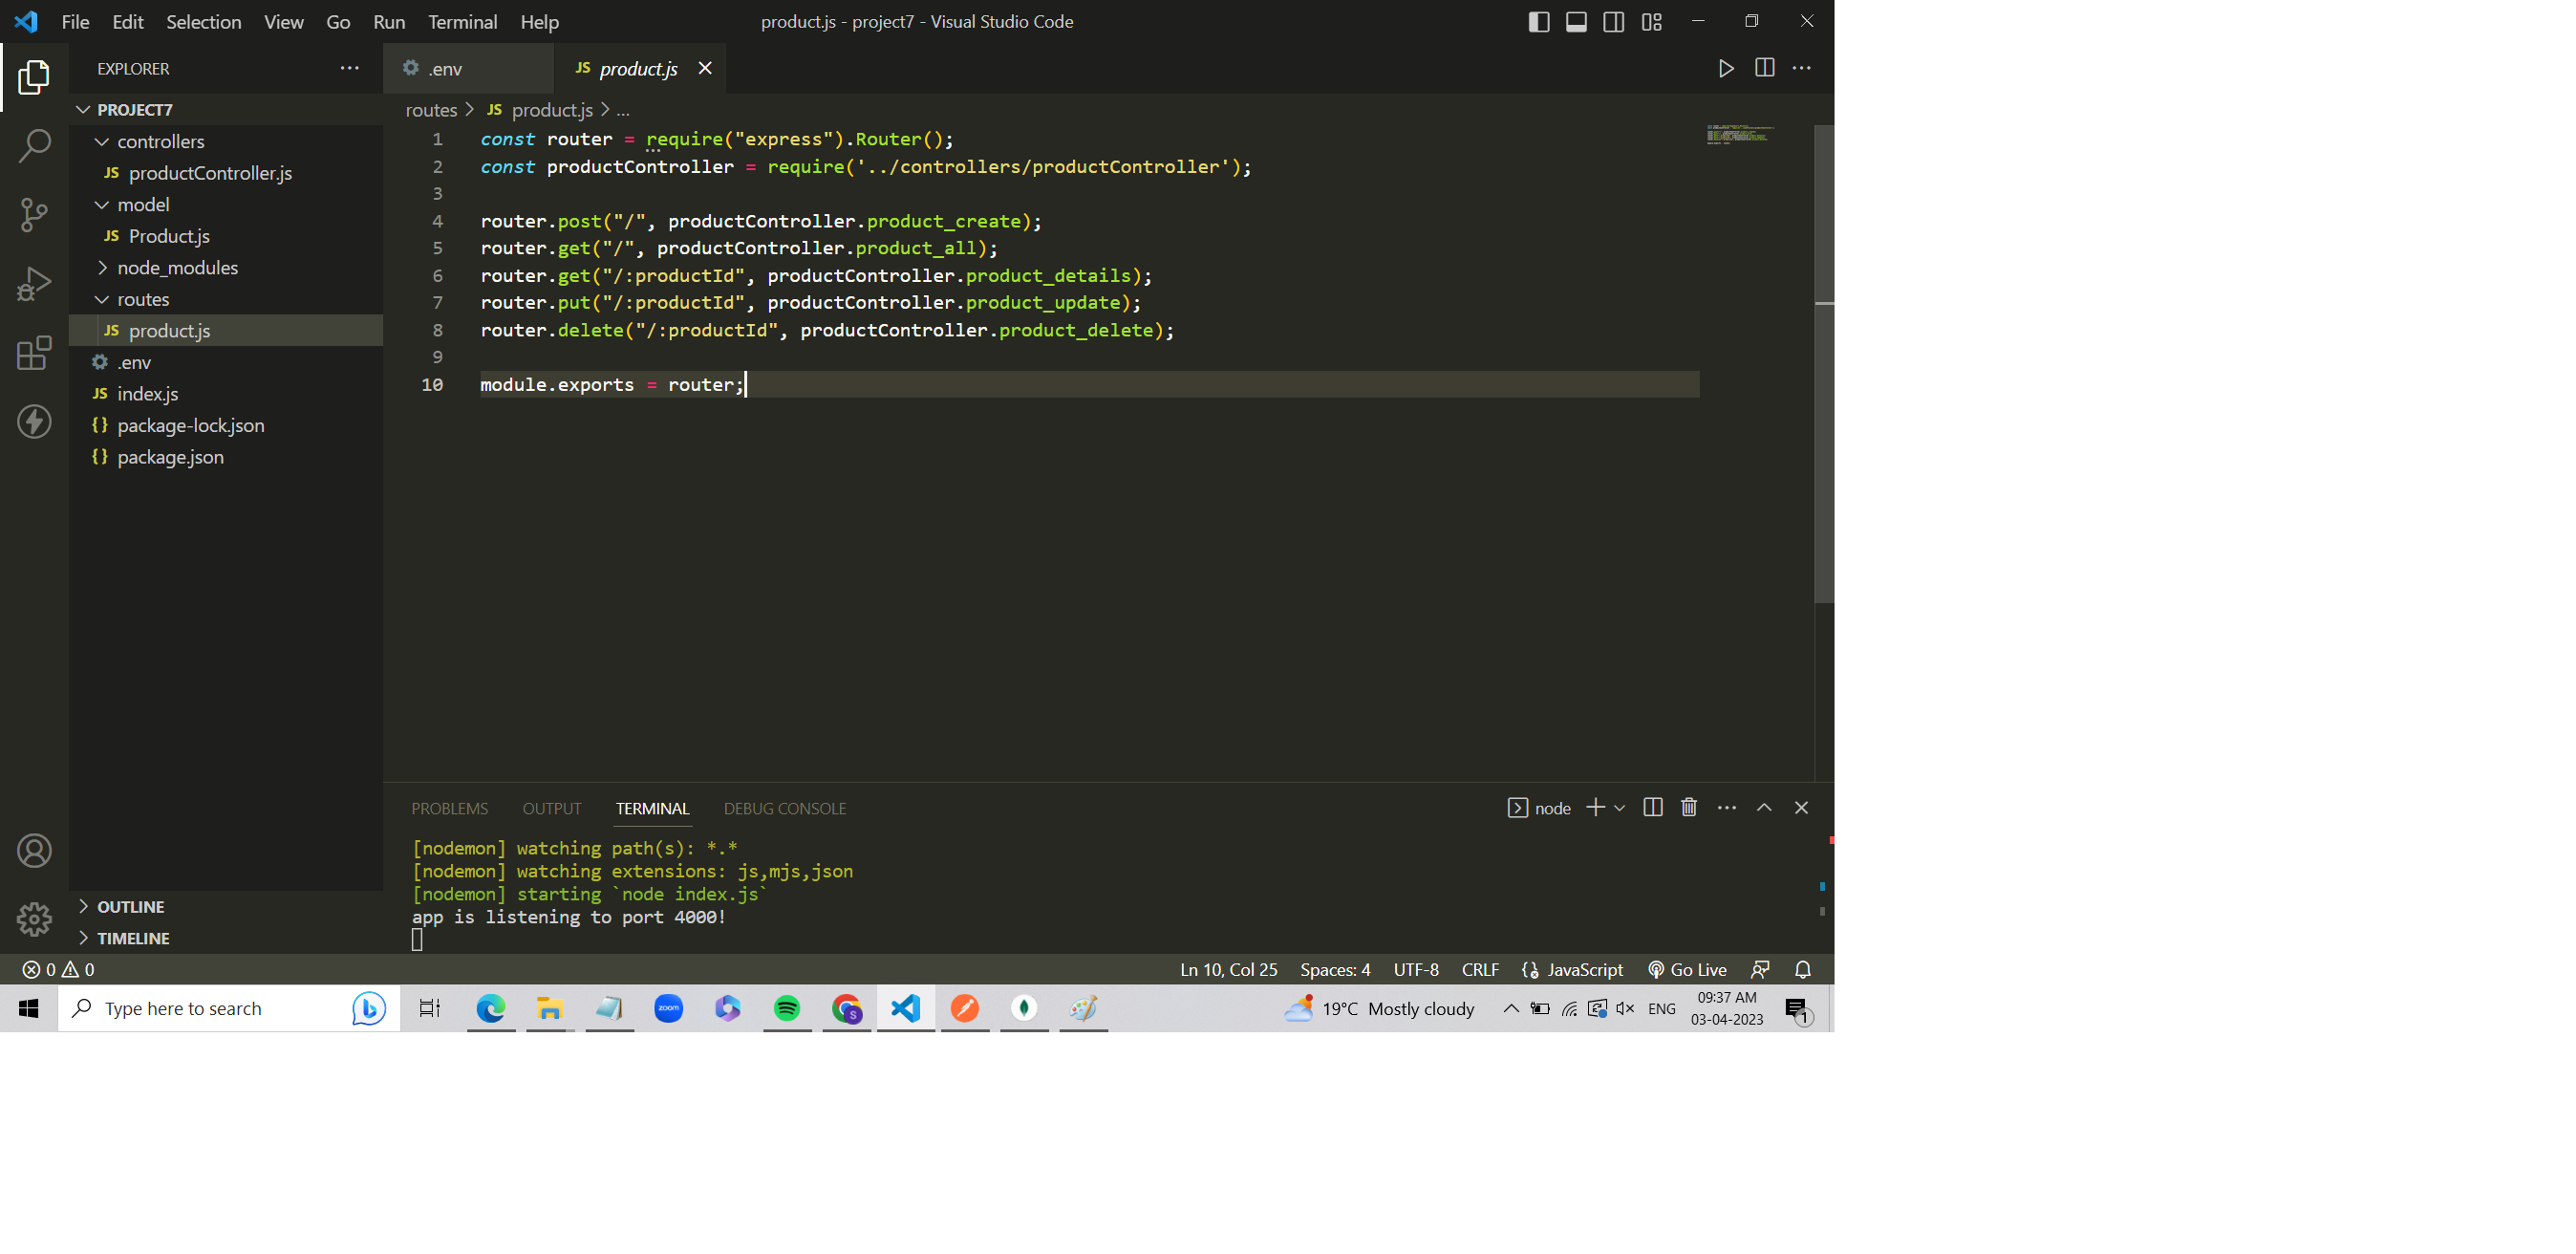 File Edit Selection View Go Run Terminal Help
product.js - project7 - Visual Studio Code
EXPLORER
.env
JS product.js
PROJECT7
controllers
JS productController.js
model
JS Product.js
node_modules
routes
JS product.js
.env
JS index.js
{} package-lock.json
{} package.json
OUTLINE
TIMELINE
routes > JS product.js > ...
1 const router = require("express").Router();
2 const productController = require('../controllers/productController');
3
4 router.post("/", productController.product_create);
5 router.get("/", productController.product_all);
6 router.get("/:productId", productController.product_details);
7 router.put("/:productId", productController.product_update);
8 router.delete("/:productId", productController.product_delete);
9
10 module.exports = router;
PROBLEMS OUTPUT TERMINAL DEBUG CONSOLE
node
[nodemon] watching path(s): *.*
[nodemon] watching extensions: js,mjs,json
[nodemon] starting `node index.js`
app is listening to port 4000!
0 0
Ln 10, Col 25 Spaces: 4 UTF-8 CRLF JavaScript Go Live
Type here to search
zoom
S
19°C Mostly cloudy
ENG
09:37 AM
03-04-2023
1